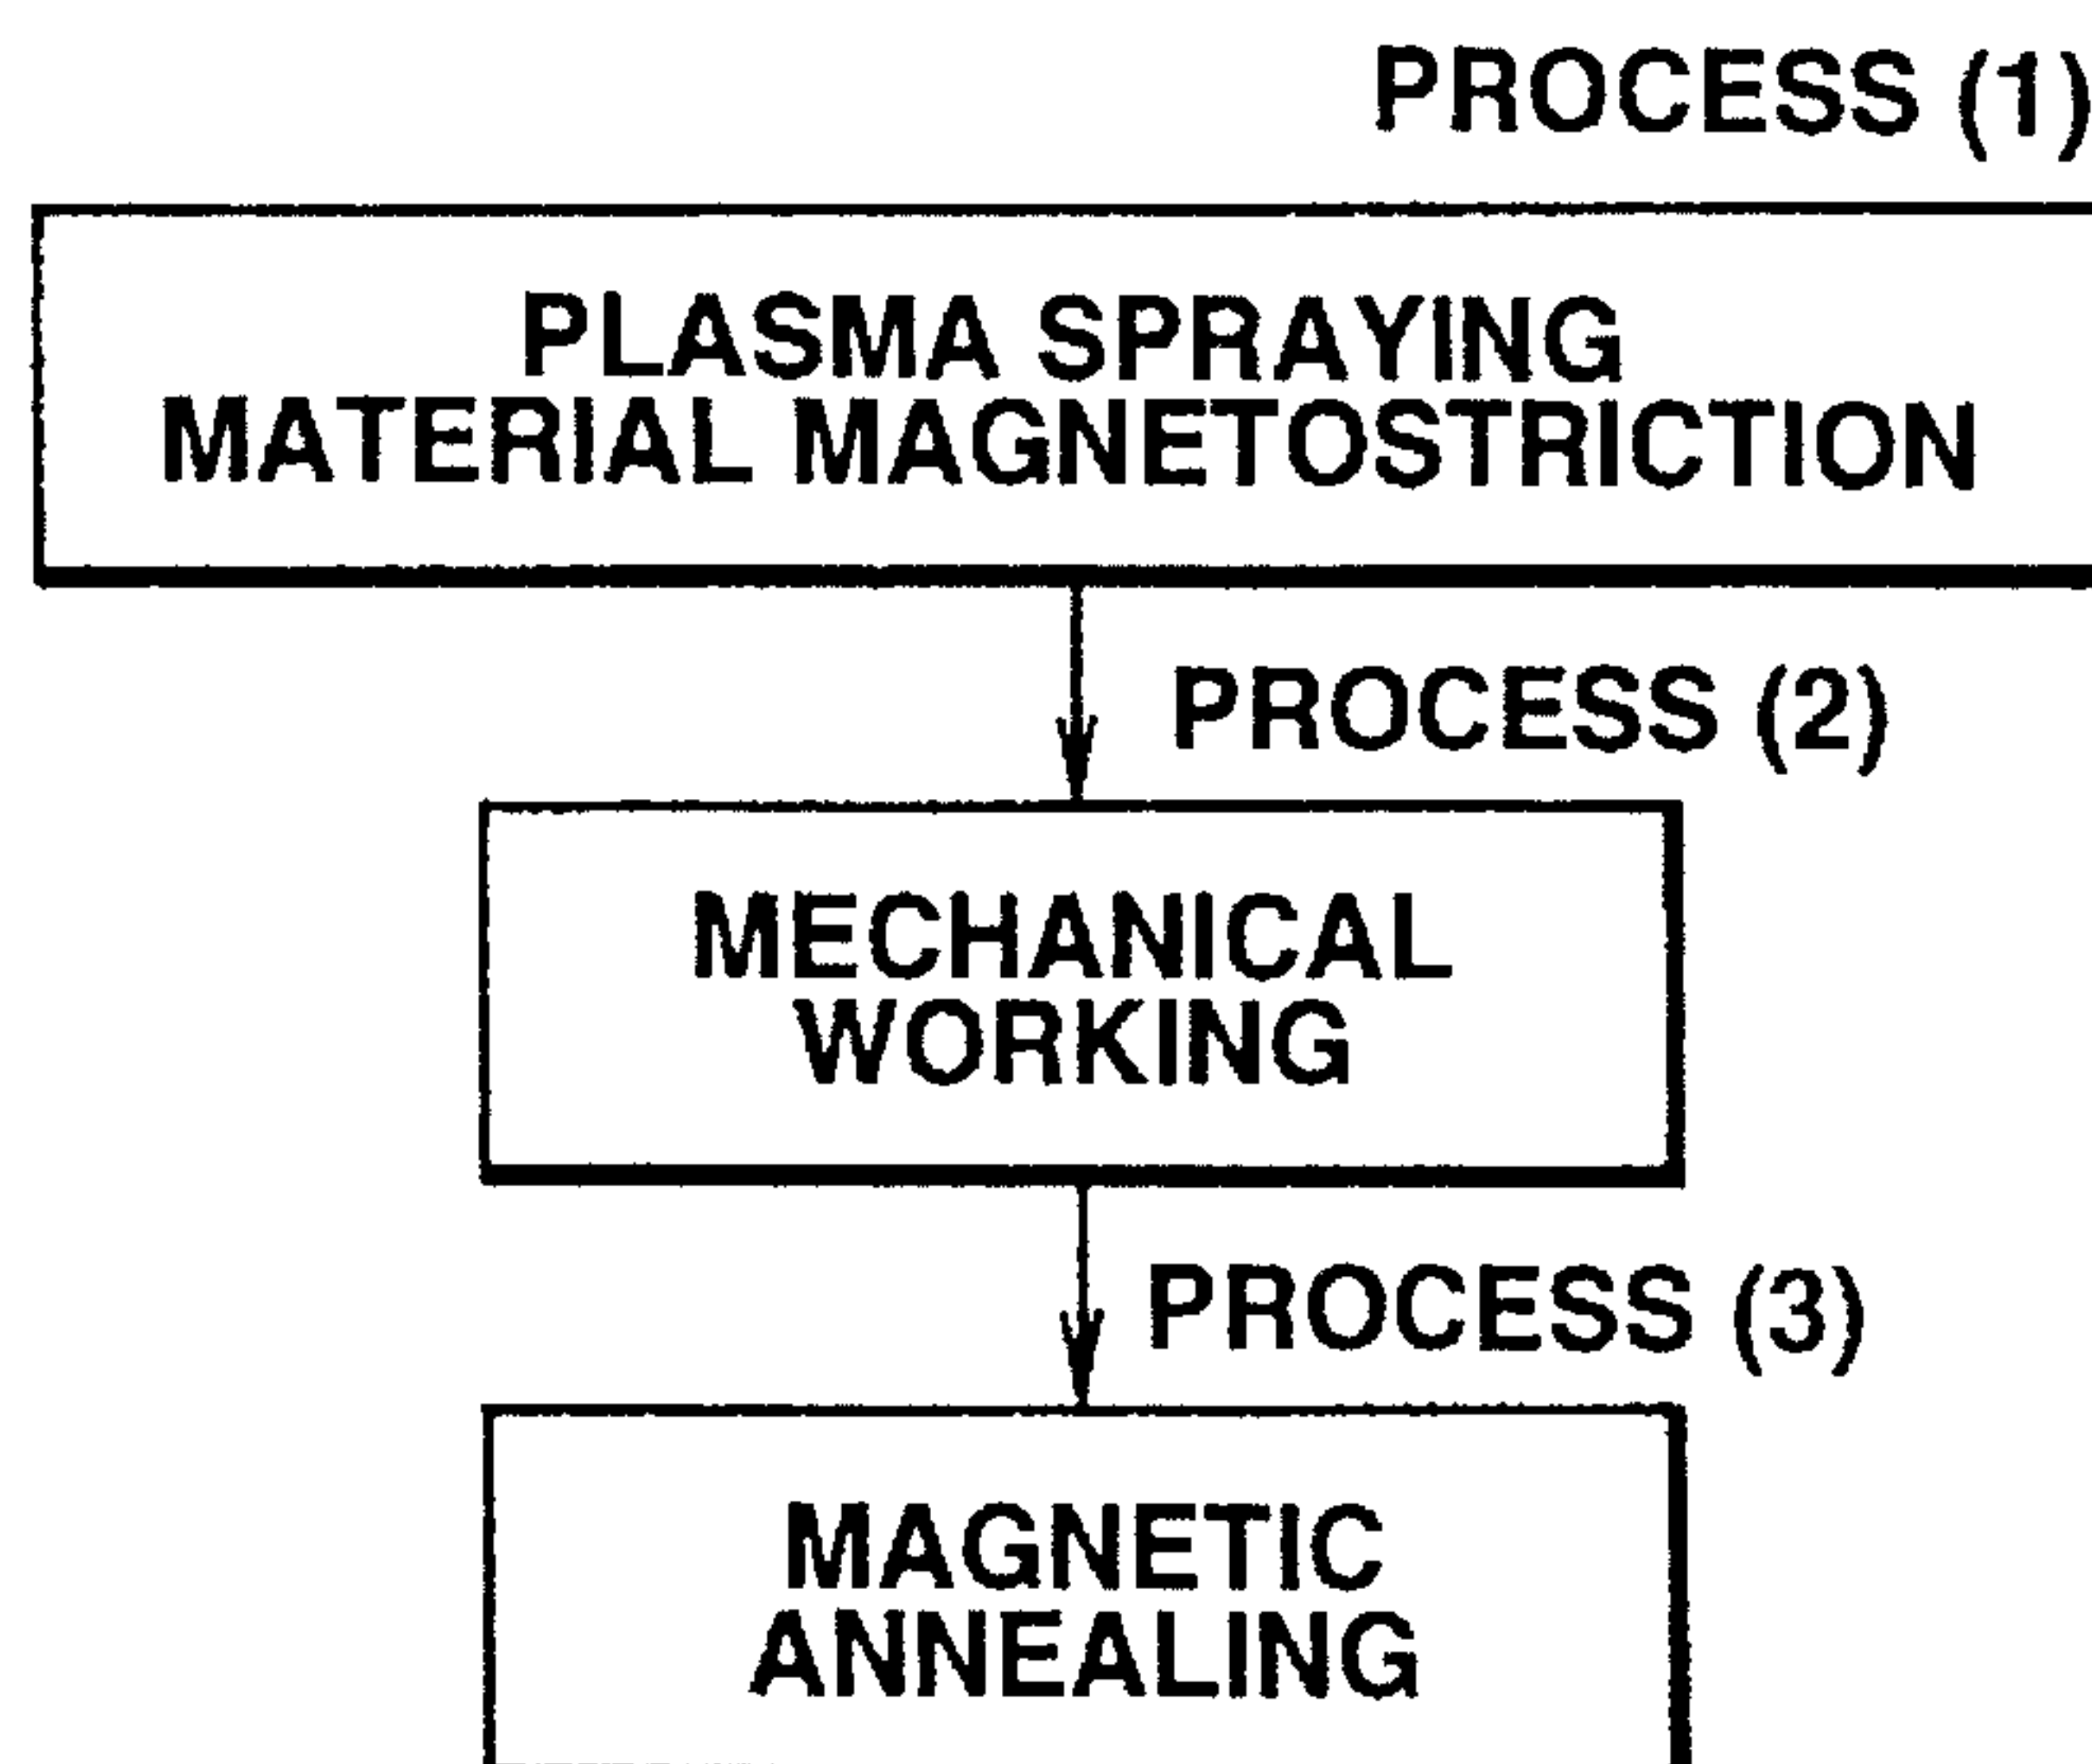 PROCESS (1)
PLASMA SPRAYING
MATERIAL MAGNETOSTRICTION
PROCESS (2)
MECHANICAL
WORKING
PROCESS (3)
MAGNETIC
ANNEALING